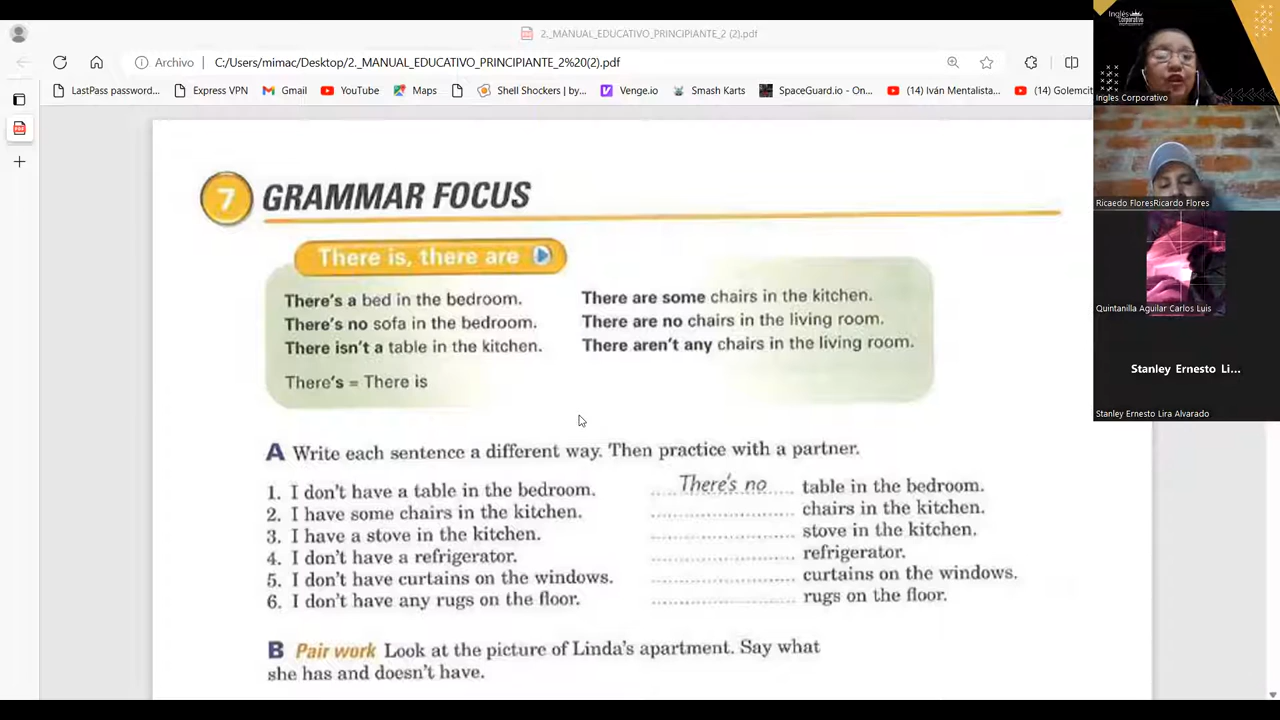 2._MANUAL_EDUCATIVO_PRINCIPIANTE_2 (2).pdf
Archivo C:/Users/mimac/Desktop/2._MANUAL_EDUCATIVO_PRINCIPIANTE_2%20(2).pdf
LastPass password... Express VPN Gmail YouTube Maps Shell Shockers | by... Venge.io Smash Karts SpaceGuard.io - On... (14) Iván Mentalista... (14) Golemcit
7 GRAMMAR FOCUS
There is, there are
There's a bed in the bedroom. There are some chairs in the kitchen.
There's no sofa in the bedroom. There are no chairs in the living room.
There isn't a table in the kitchen. There aren't any chairs in the living room.
There's = There is
A Write each sentence a different way. Then practice with a partner.
1. I don't have a table in the bedroom. There's no table in the bedroom.
2. I have some chairs in the kitchen. chairs in the kitchen.
3. I have a stove in the kitchen. stove in the kitchen.
4. I don't have a refrigerator. refrigerator.
5. I don't have curtains on the windows. curtains on the windows.
6. I don't have any rugs on the floor. rugs on the floor.
B Pair work Look at the picture of Linda's apartment. Say what
she has and doesn't have.
Inglés
Corporativo
Ingles Corporativo
Ricaedo FloresRicardo Flores
Quintanilla Aguilar Carlos Luis
Stanley Ernesto Li...
Stanley Ernesto Lira Alvarado